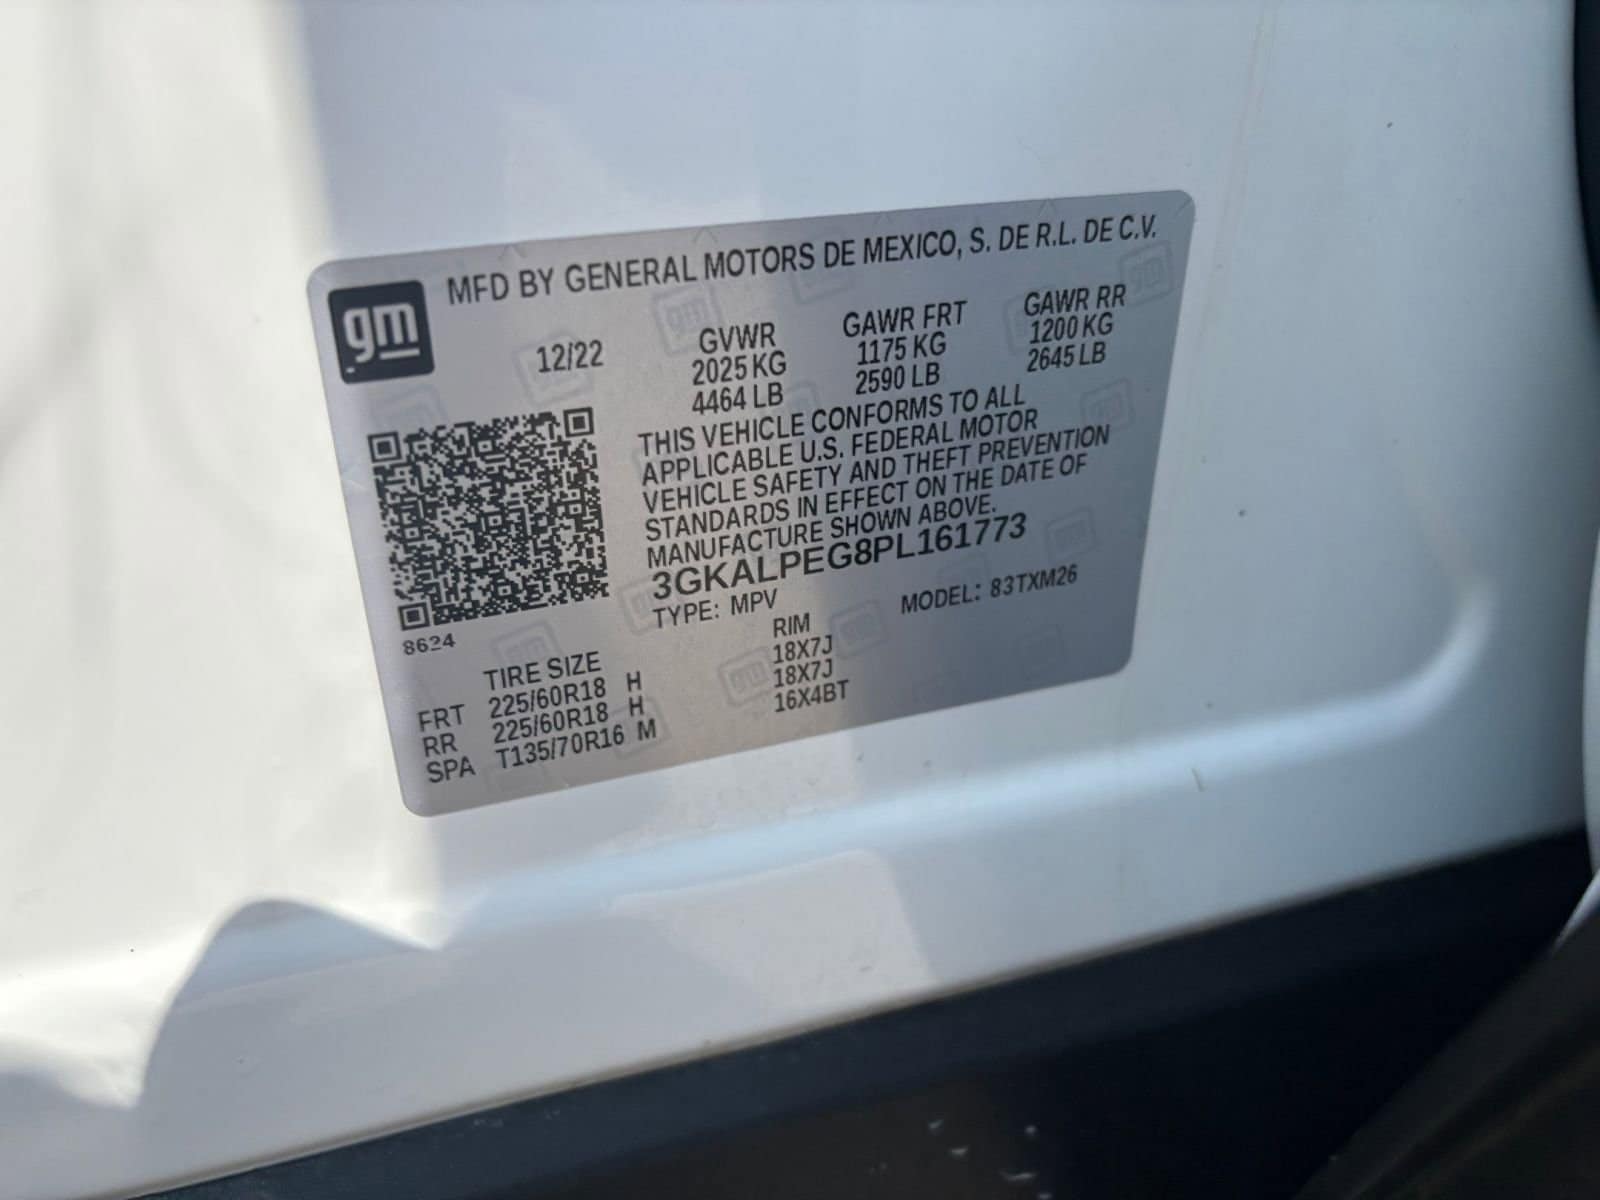 gm
MFD BY GENERAL MOTORS DE MEXICO, S. DE R.L. DE C.V.
12/22
GVWR GAWR FRT GAWR RR
2025 KG 1175 KG 1200 KG
4464 LB 2590 LB 2645 LB
THIS VEHICLE CONFORMS TO ALL
APPLICABLE U.S. FEDERAL MOTOR
VEHICLE SAFETY AND THEFT PREVENTION
STANDARDS IN EFFECT ON THE DATE OF
MANUFACTURE SHOWN ABOVE.
3GKALPEG8PL161773
TYPE: MPV MODEL: 83TXM26
8624
TIRE SIZE RIM
FRT 225/60R18 H 18X7J
RR 225/60R18 H 18X7J
SPA T135/70R16 M 16X4BT